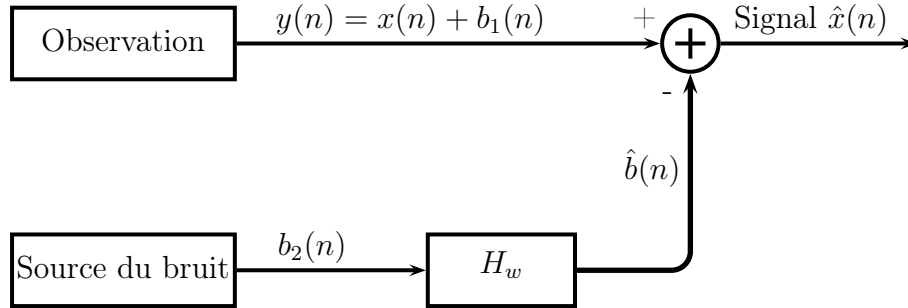 Observation
y(n) = x(n) + b₁(n)
+
Signal x̂(n)
-
b̂(n)
Source du bruit
b₂(n)
H_w